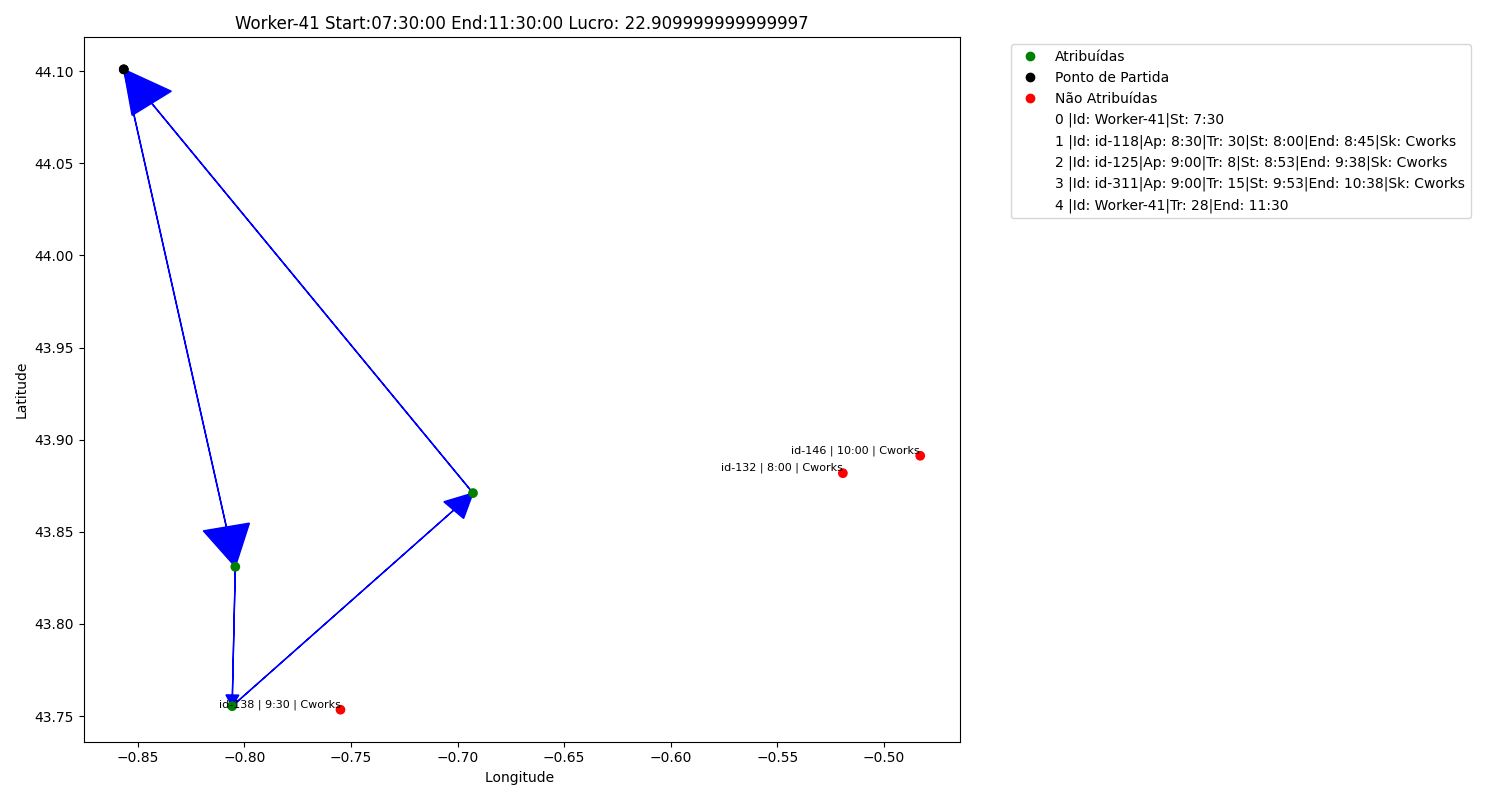 Worker-41 Start:07:30:00 End:11:30:00 Lucro: 22.909999999999997
Atribuídas
Ponto de Partida
Não Atribuídas
0 |Id: Worker-41|St: 7:30
1 |Id: id-118|Ap: 8:30|Tr: 30|St: 8:00|End: 8:45|Sk: Cworks
2 |Id: id-125|Ap: 9:00|Tr: 8|St: 8:53|End: 9:38|Sk: Cworks
3 |Id: id-311|Ap: 9:00|Tr: 15|St: 9:53|End: 10:38|Sk: Cworks
4 |Id: Worker-41|Tr: 28|End: 11:30
44.10
44.05
44.00
43.95
43.90
43.85
43.80
43.75
Latitude
id-146 | 10:00 | Cworks
id-132 | 8:00 | Cworks
id-138 | 9:30 | Cworks
−0.85
−0.80
−0.75
−0.70
−0.65
−0.60
−0.55
−0.50
Longitude